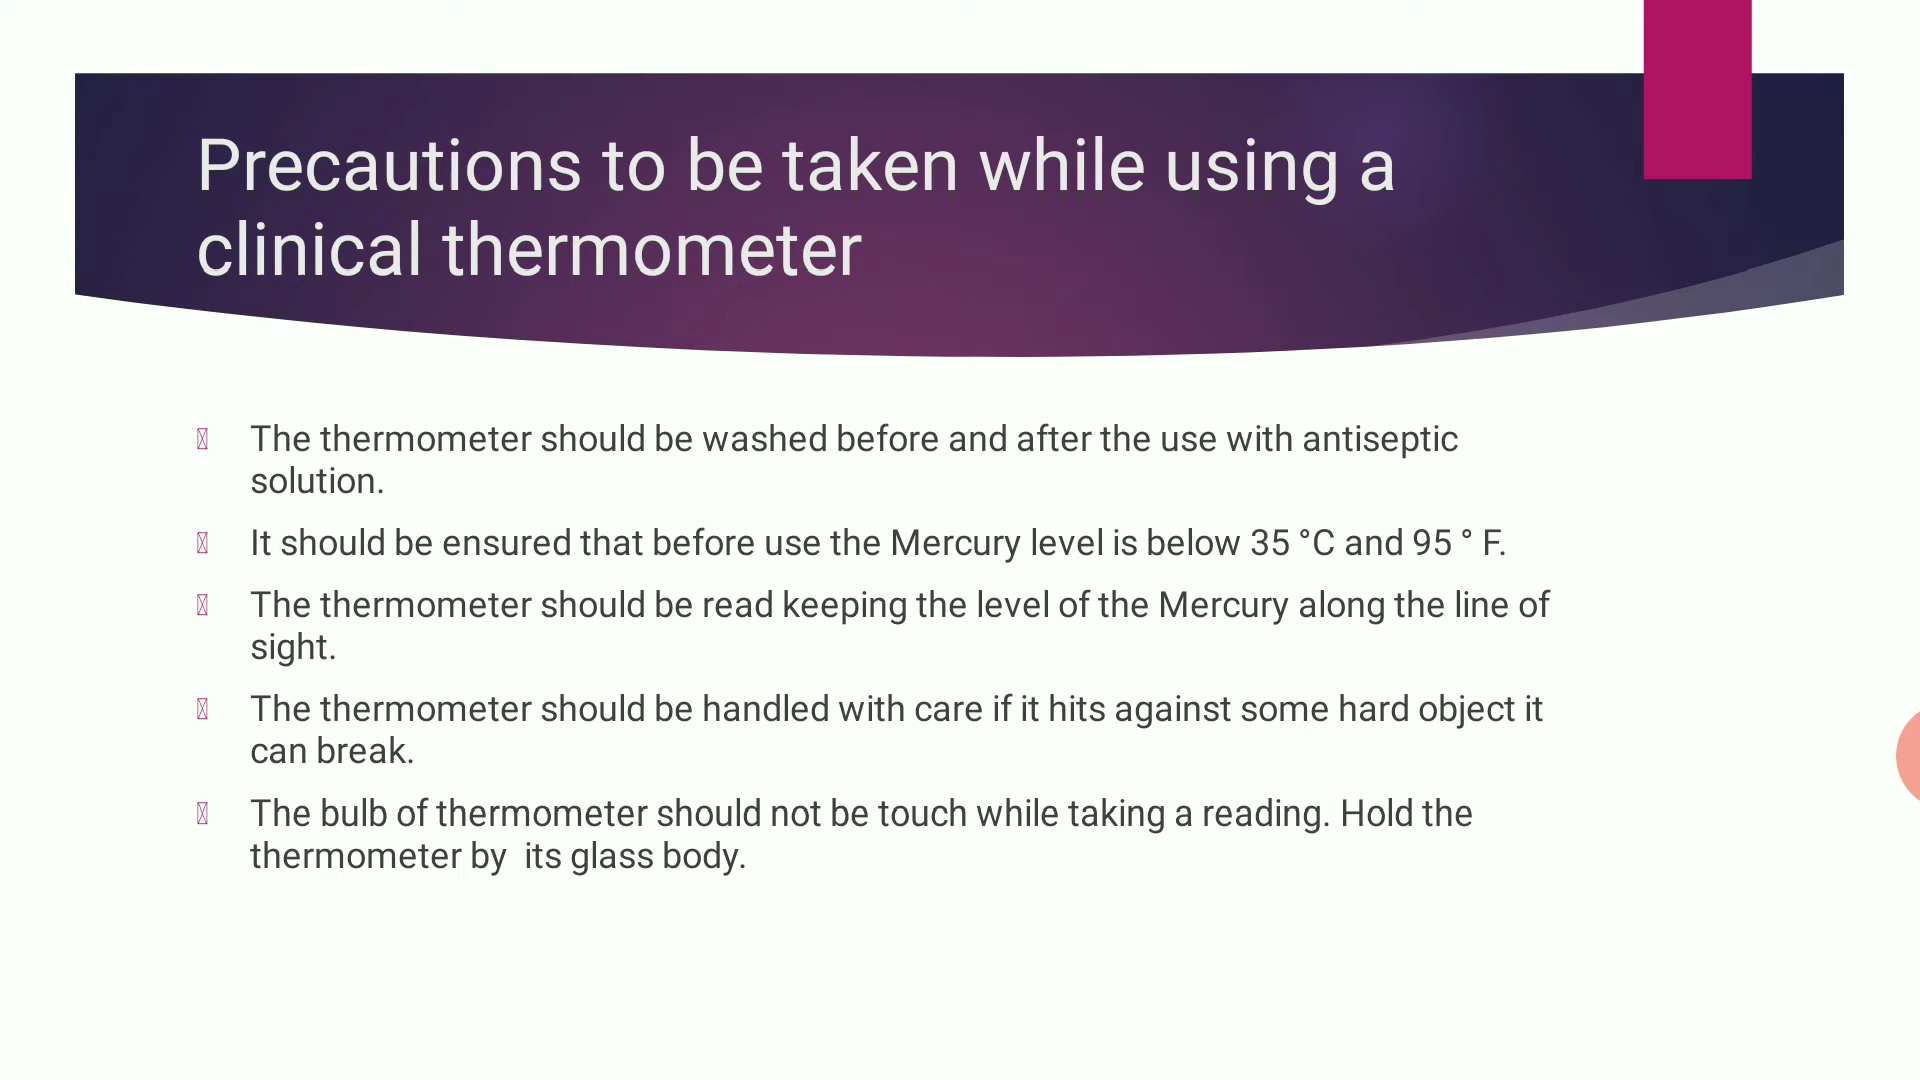 Precautions to be taken while using a
clinical thermometer
The thermometer should be washed before and after the use with antiseptic
solution.
It should be ensured that before use the Mercury level is below 35 °C and 95 ° F.
The thermometer should be read keeping the level of the Mercury along the line of
sight.
The thermometer should be handled with care if it hits against some hard object it
can break.
The bulb of thermometer should not be touch while taking a reading. Hold the
thermometer by  its glass body.